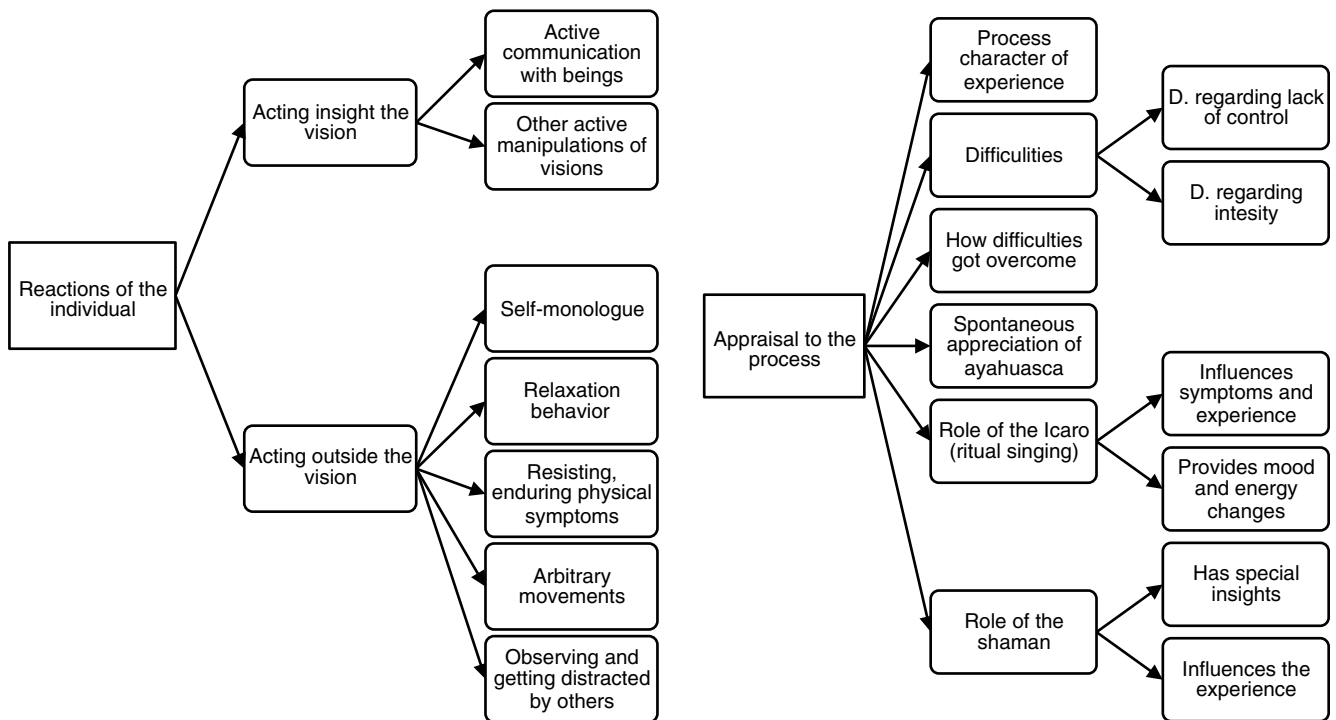 Reactions of the
individual
Acting insight the
vision
Active
communication
with beings
Other active
manipulations of
visions
Acting outside the
vision
Self-monologue
Relaxation
behavior
Resisting,
enduring physical
symptoms
Arbitrary
movements
Observing and
getting distracted
by others
Appraisal to the
process
Process
character of
experience
Difficulities
D. regarding lack
of control
D. regarding
intesity
How difficulties
got overcome
Spontaneous
appreciation of
ayahuasca
Role of the Icaro
(ritual singing)
Influences
symptoms and
experience
Provides mood
and energy
changes
Role of the
shaman
Has special
insights
Influences the
experience